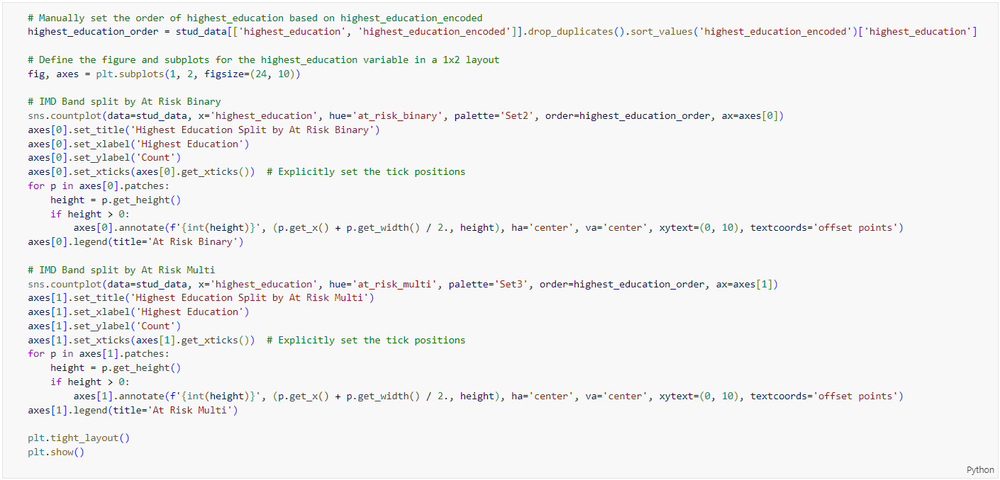 # Manually set the order of highest_education based on highest_education_encoded
highest_education_order = stud_data[['highest_education', 'highest_education_encoded']].drop_duplicates().sort_values('highest_education_encoded')['highest_education']

# Define the figure and subplots for the highest_education variable in a 1x2 layout
fig, axes = plt.subplots(1, 2, figsize=(24, 10))

# IMD Band split by At Risk Binary
sns.countplot(data=stud_data, x='highest_education', hue='at_risk_binary', palette='Set2', order=highest_education_order, ax=axes[0])
axes[0].set_title('Highest Education Split by At Risk Binary')
axes[0].set_xlabel('Highest Education')
axes[0].set_ylabel('Count')
axes[0].set_xticks(axes[0].get_xticks())  # Explicitly set the tick positions
for p in axes[0].patches:
    height = p.get_height()
    if height > 0:
        axes[0].annotate(f'{int(height)}', (p.get_x() + p.get_width() / 2., height), ha='center', va='center', xytext=(0, 10), textcoords='offset points')
axes[0].legend(title='At Risk Binary')

# IMD Band split by At Risk Multi
sns.countplot(data=stud_data, x='highest_education', hue='at_risk_multi', palette='Set3', order=highest_education_order, ax=axes[1])
axes[1].set_title('Highest Education Split by At Risk Multi')
axes[1].set_xlabel('Highest Education')
axes[1].set_ylabel('Count')
axes[1].set_xticks(axes[1].get_xticks())  # Explicitly set the tick positions
for p in axes[1].patches:
    height = p.get_height()
    if height > 0:
        axes[1].annotate(f'{int(height)}', (p.get_x() + p.get_width() / 2., height), ha='center', va='center', xytext=(0, 10), textcoords='offset points')
axes[1].legend(title='At Risk Multi')

plt.tight_layout()
plt.show()
Python